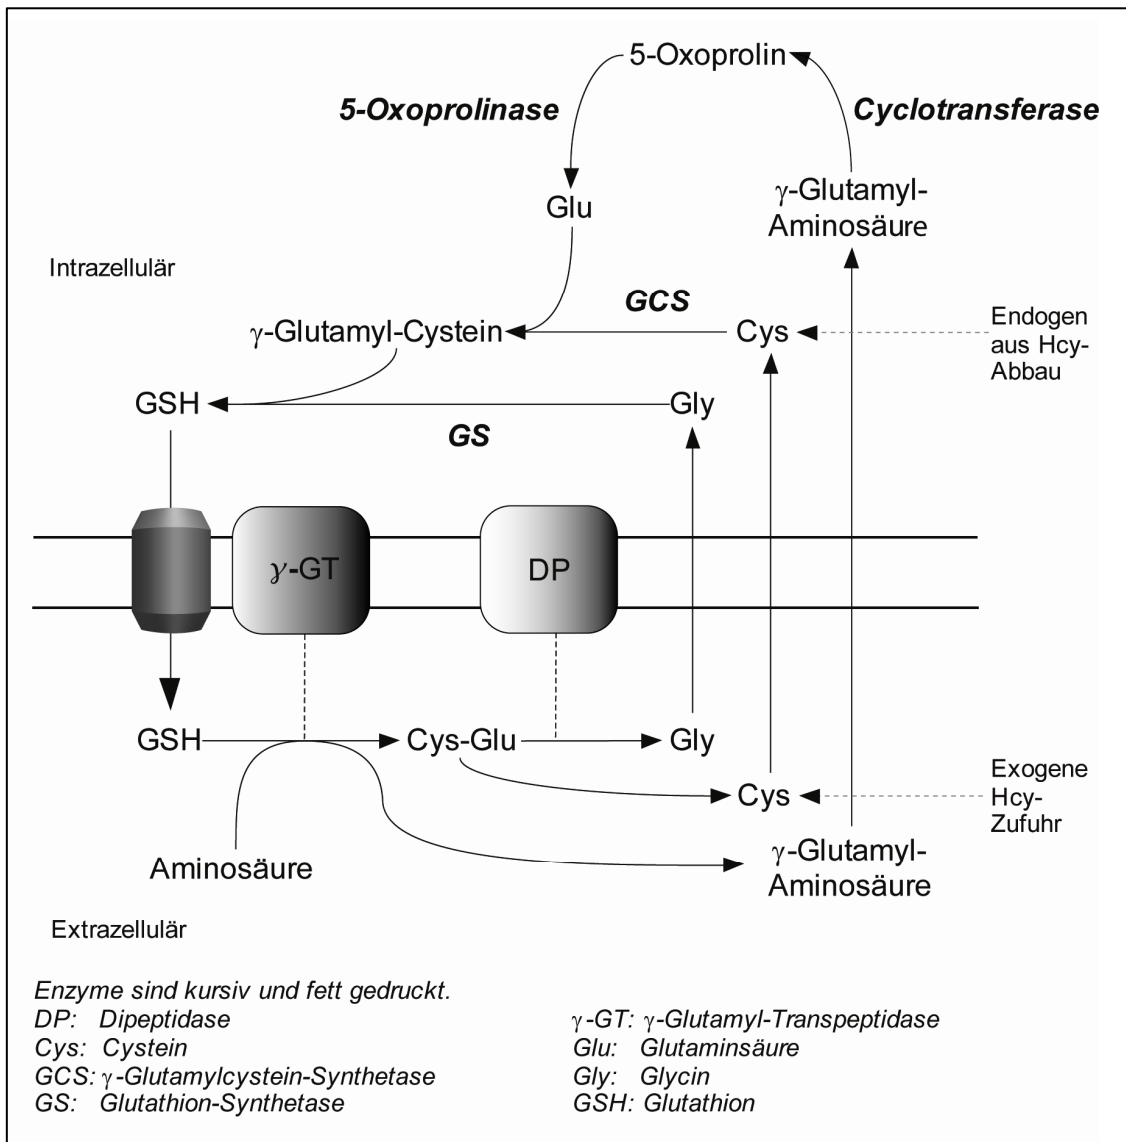 5-Oxoprolin
5-Oxoprolinase
Cyclotransferase
γ-Glutamyl-
Aminosäure
Glu
Intrazellulär
GCS
γ-Glutamyl-Cystein
Cys
Endogen
aus Hcy-
Abbau
GSH
Gly
GS
γ-GT
DP
GSH
Cys-Glu
Gly
Cys
Exogene
Hcy-
Zufuhr
Aminosäure
γ-Glutamyl-
Aminosäure
Extrazellulär
Enzyme sind kursiv und fett gedruckt.
DP: Dipeptidase
Cys: Cystein
GCS: γ-Glutamylcystein-Synthetase
GS: Glutathion-Synthetase
γ-GT: γ-Glutamyl-Transpeptidase
Glu: Glutaminsäure
Gly: Glycin
GSH: Glutathion